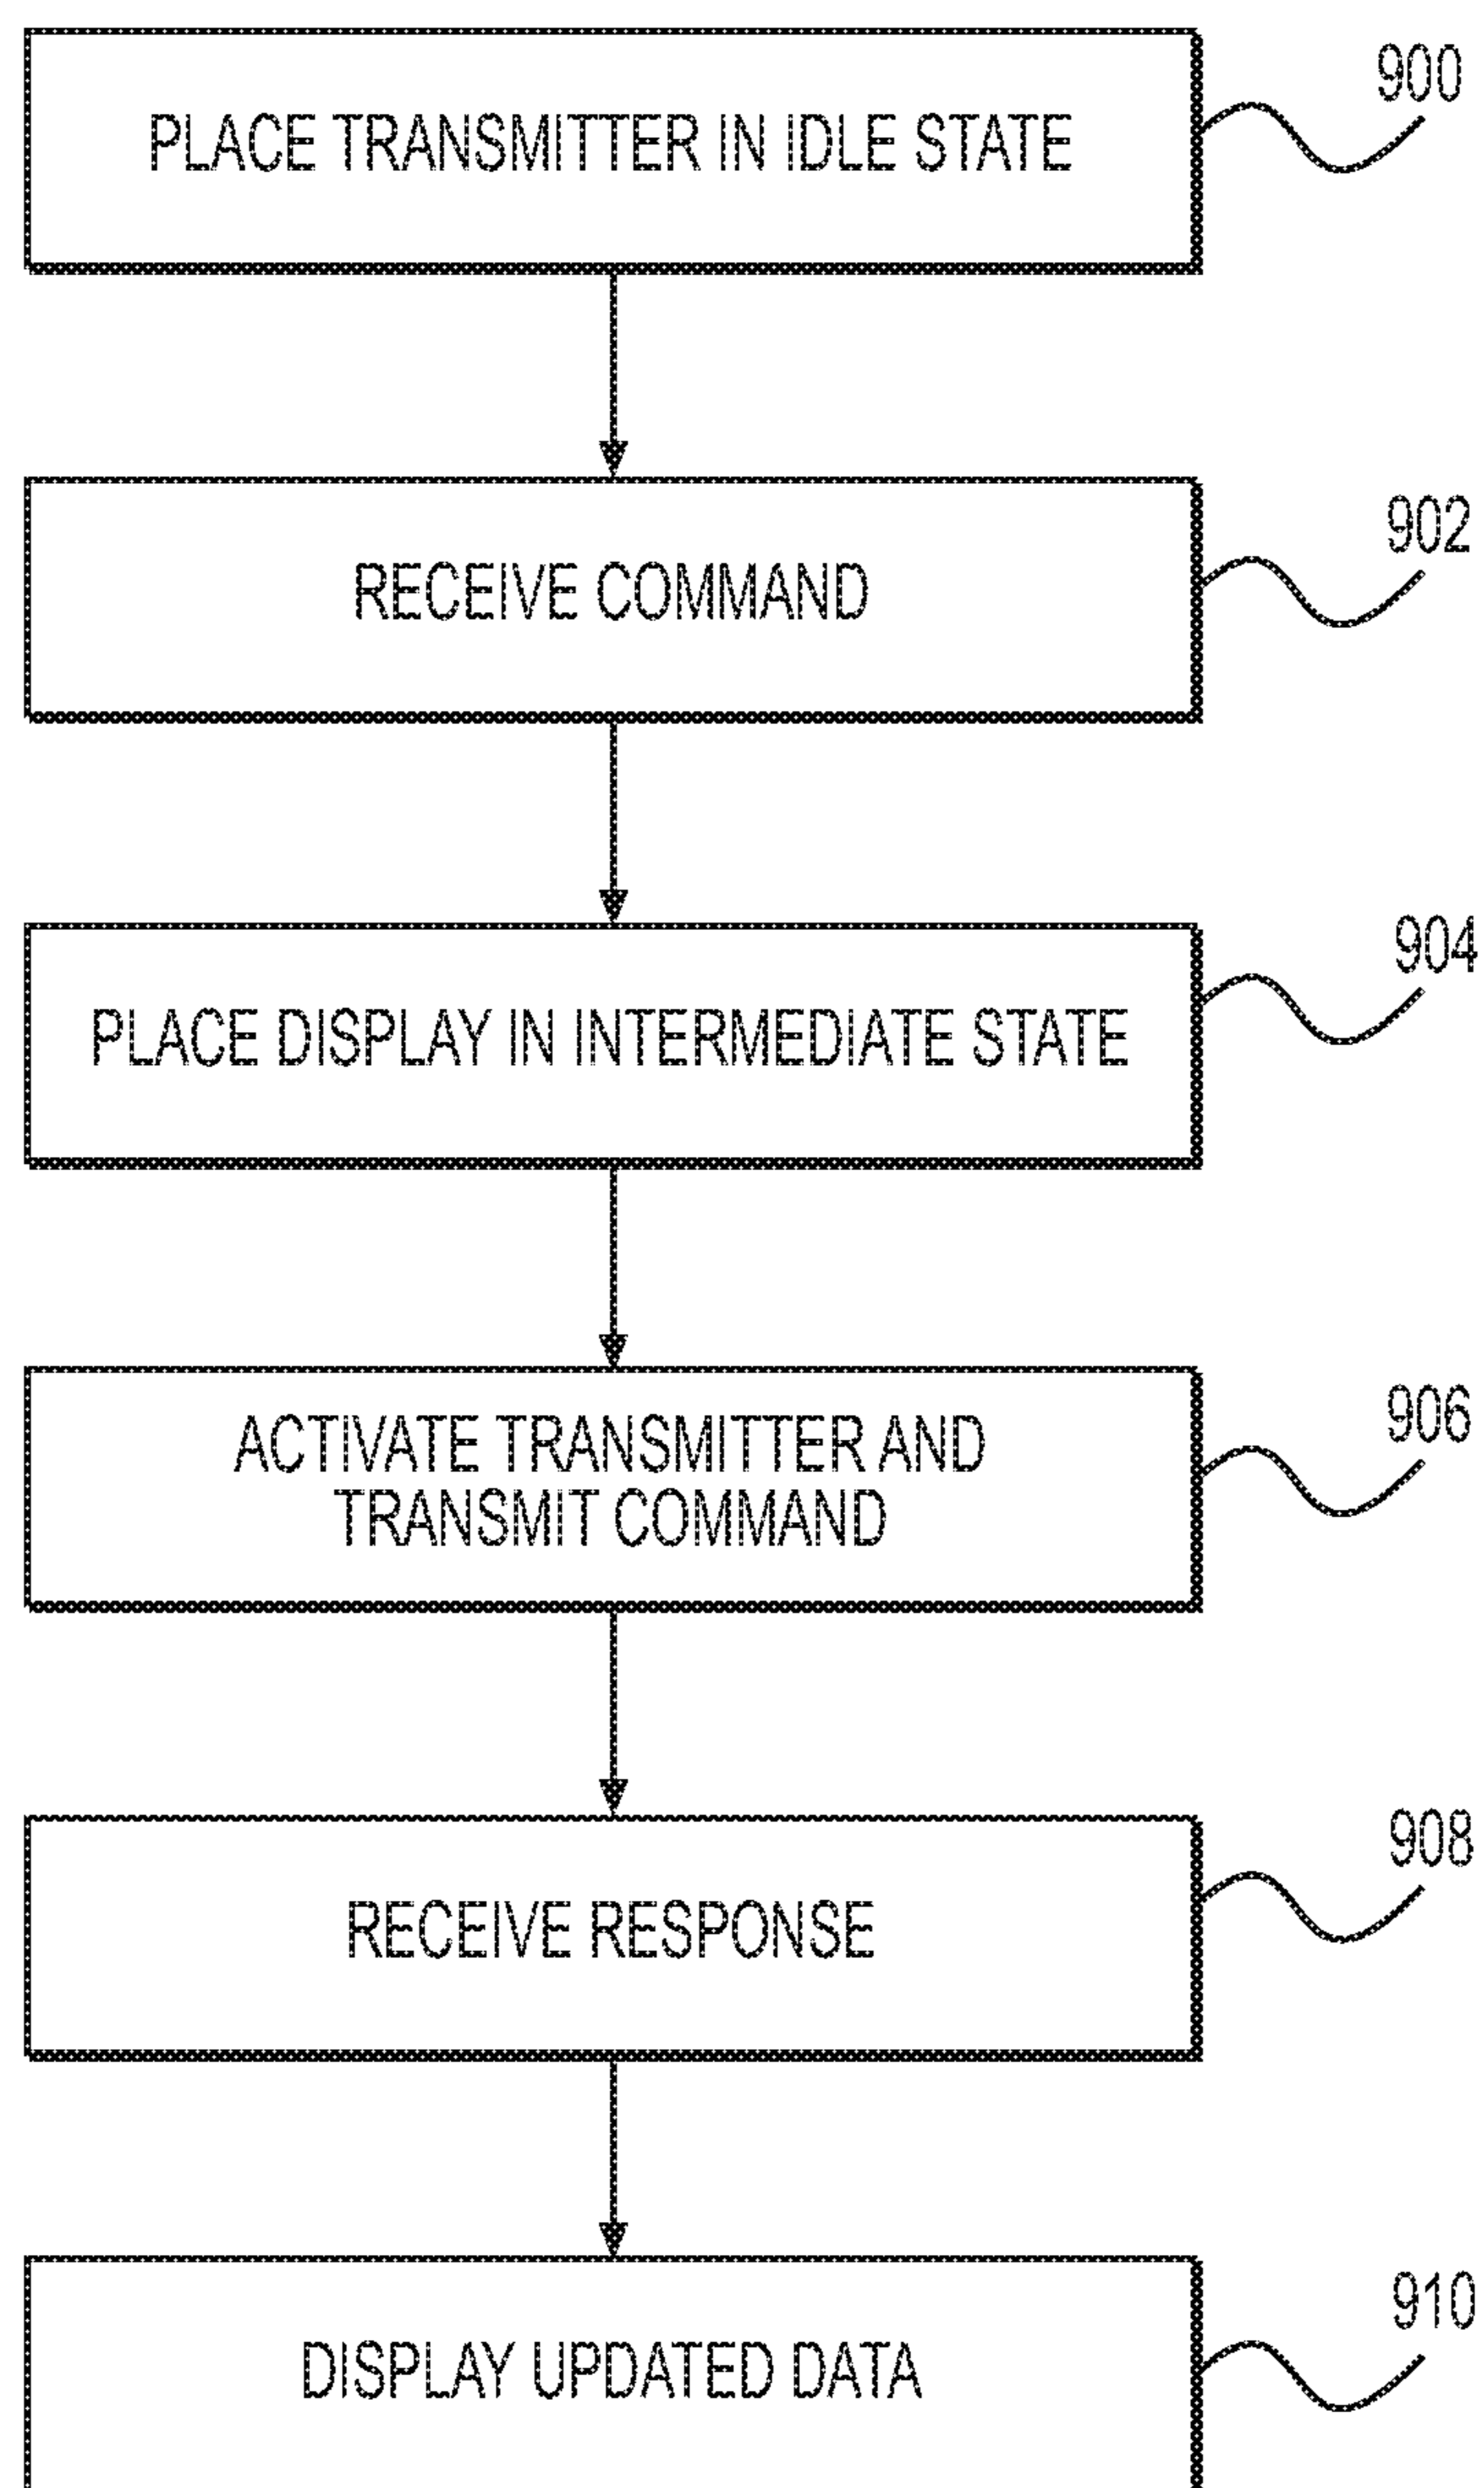 PLACE TRANSMITTER IN IDLE STATE
900
RECEIVE COMMAND
902
PLACE DISPLAY IN INTERMEDIATE STATE
904
ACTIVATE TRANSMITTER AND
TRANSMIT COMMAND
906
RECEIVE RESPONSE
908
DISPLAY UPDATED DATA
910